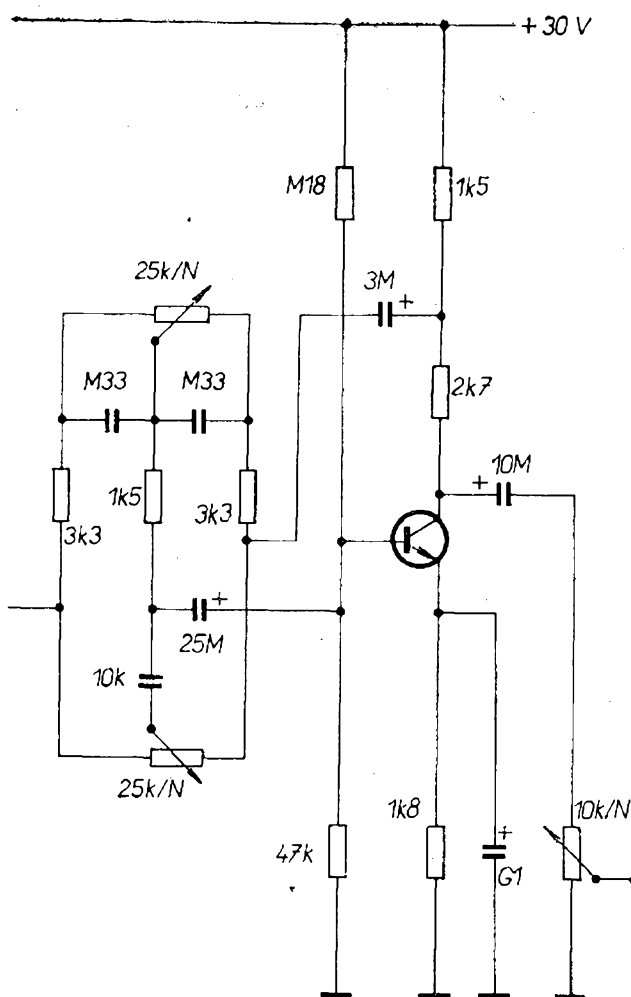 + 30 V
M18
1k5
25k/N
3M
+
M33
M33
2k7
10M
+
1k5
3k3
3k3
+
25M
10k
25k/N
1k8
10k/N
47k
+
G1